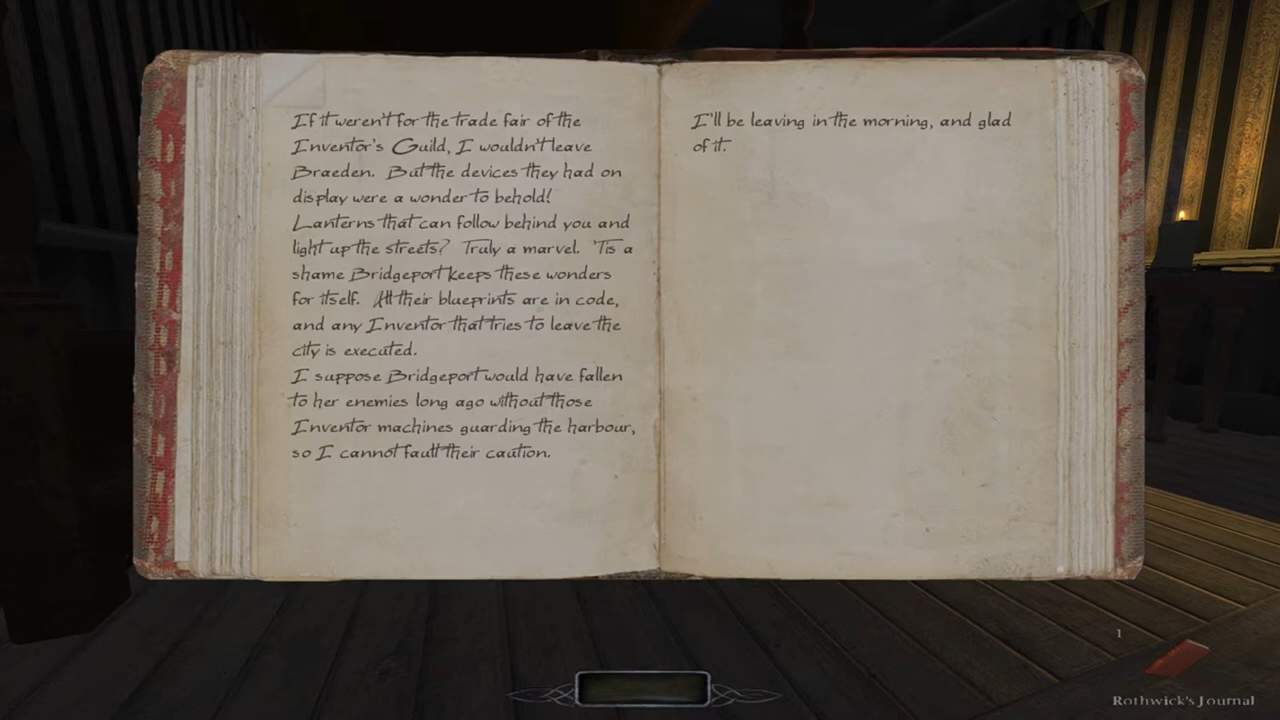 If it weren't for the trade fair of the
Inventor's Guild, I wouldn't leave
Braeden. But the devices they had on
display were a wonder to behold!
Lanterns that can follow behind you and
light up the streets? Truly a marvel. 'Tis a
shame Bridgeport keeps these wonders
for itself. All their blueprints are in code,
and any Inventor that tries to leave the
city is executed.
I suppose Bridgeport would have fallen
to her enemies long ago without those
Inventor machines guarding the harbour,
so I cannot fault their caution.
I'll be leaving in the morning, and glad
of it.
1
Rothwick's Journal